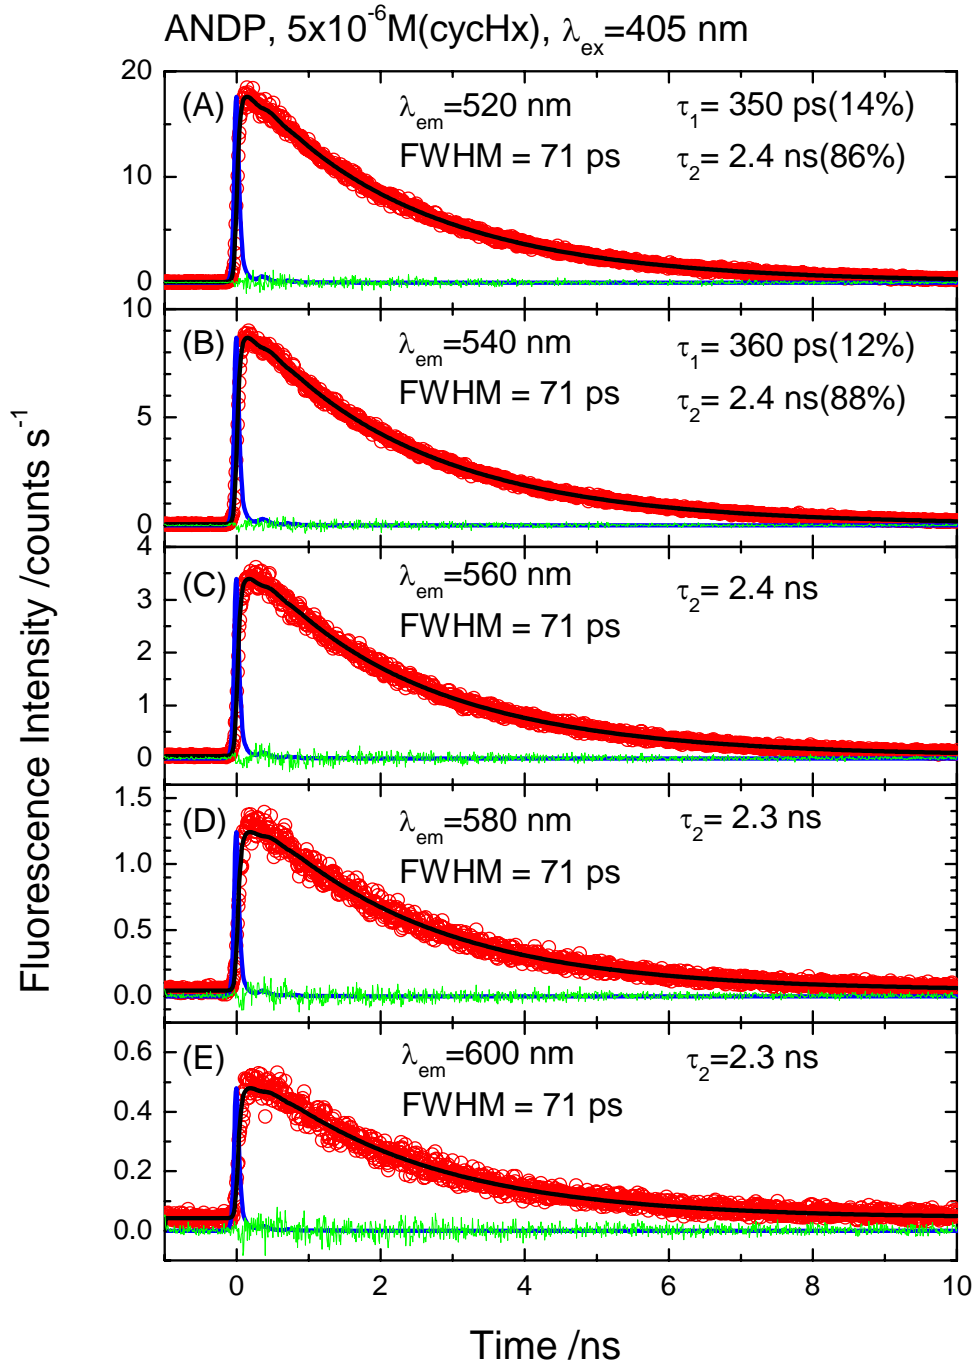 ANDP, 5x10⁻⁶M(cycHx), λex=405 nm
Fluorescence Intensity /counts s⁻¹
20
10
0
(A)
λem=520 nm
FWHM = 71 ps
τ1= 350 ps(14%)
τ2= 2.4 ns(86%)
10
5
0
(B)
λem=540 nm
FWHM = 71 ps
τ1= 360 ps(12%)
τ2= 2.4 ns(88%)
4
3
2
1
0
(C)
λem=560 nm
FWHM = 71 ps
τ2= 2.4 ns
1.5
1.0
0.5
0.0
(D)
λem=580 nm
FWHM = 71 ps
τ2= 2.3 ns
0.6
0.4
0.2
0.0
(E)
λem=600 nm
FWHM = 71 ps
τ2=2.3 ns
0 2 4 6 8 10
Time /ns